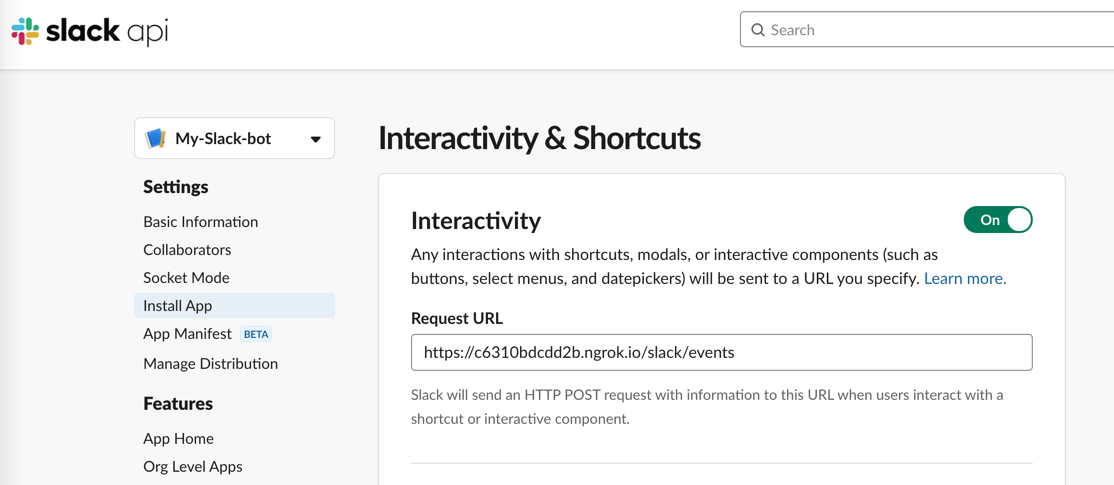 slack api
Search
My-Slack-bot
Settings
Basic Information
Collaborators
Socket Mode
Install App
App Manifest BETA
Manage Distribution
Features
App Home
Org Level Apps
Interactivity & Shortcuts
Interactivity
On
Any interactions with shortcuts, modals, or interactive components (such as
buttons, select menus, and datepickers) will be sent to a URL you specify. Learn more.
Request URL
https://c6310bdcdd2b.ngrok.io/slack/events
Slack will send an HTTP POST request with information to this URL when users interact with a
shortcut or interactive component.